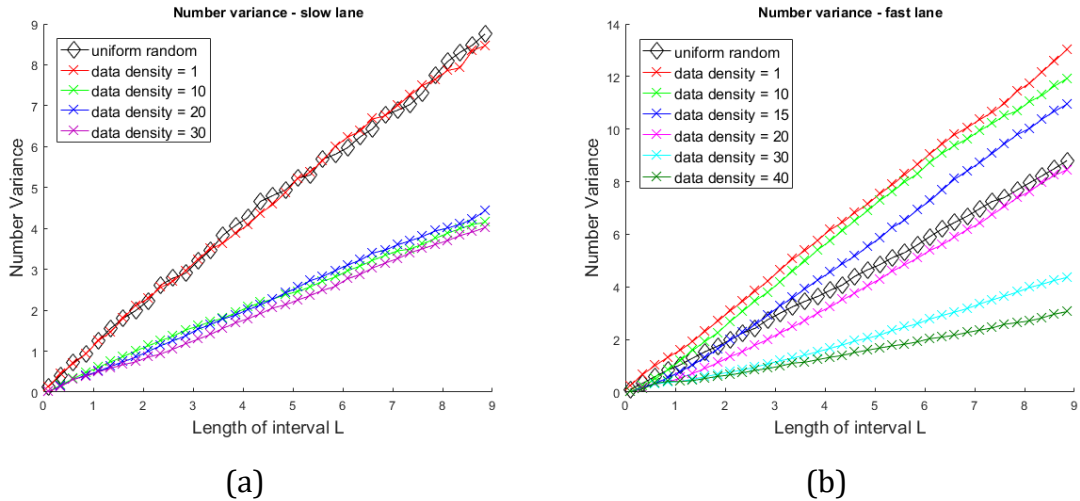 Number variance - slow lane
9
8
7
6
5
4
3
2
1
0
Number Variance
uniform random
data density = 1
data density = 10
data density = 20
data density = 30
0 1 2 3 4 5 6 7 8 9
Length of interval L
(a)
Number variance - fast lane
14
12
10
8
6
4
2
0
Number Variance
uniform random
data density = 1
data density = 10
data density = 15
data density = 20
data density = 30
data density = 40
0 1 2 3 4 5 6 7 8 9
Length of interval L
(b)